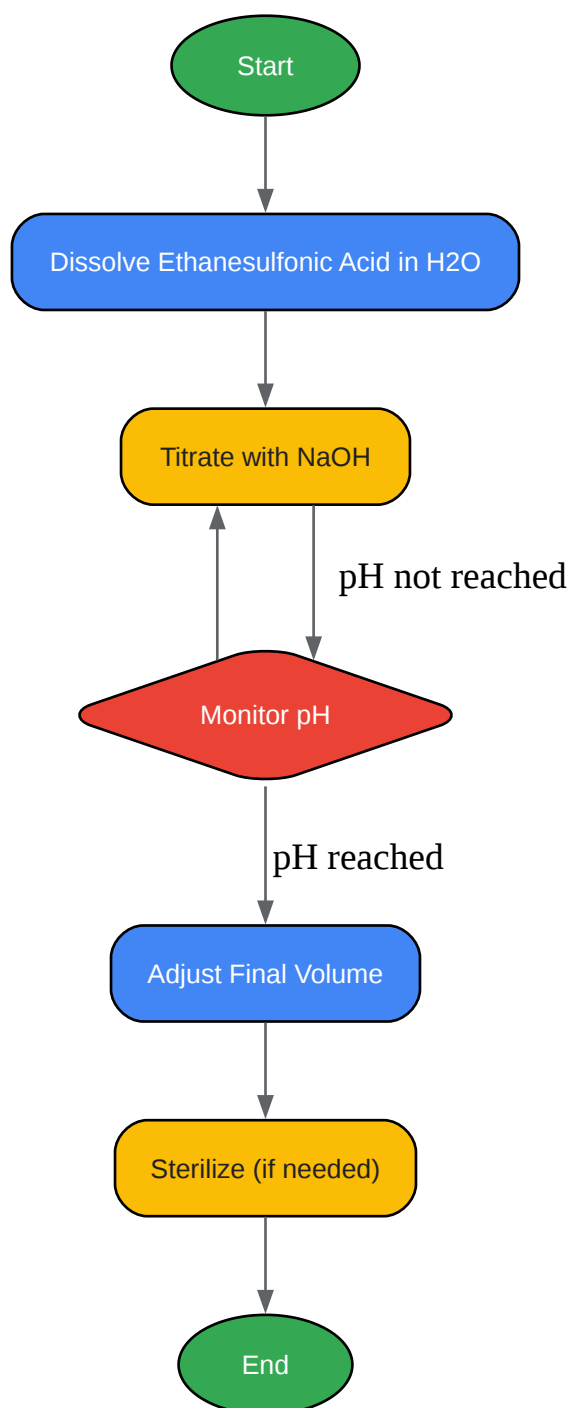 Start
Dissolve Ethanesulfonic Acid in H2O
Titrate with NaOH
pH not reached
Monitor pH
pH reached
Adjust Final Volume
Sterilize (if needed)
End